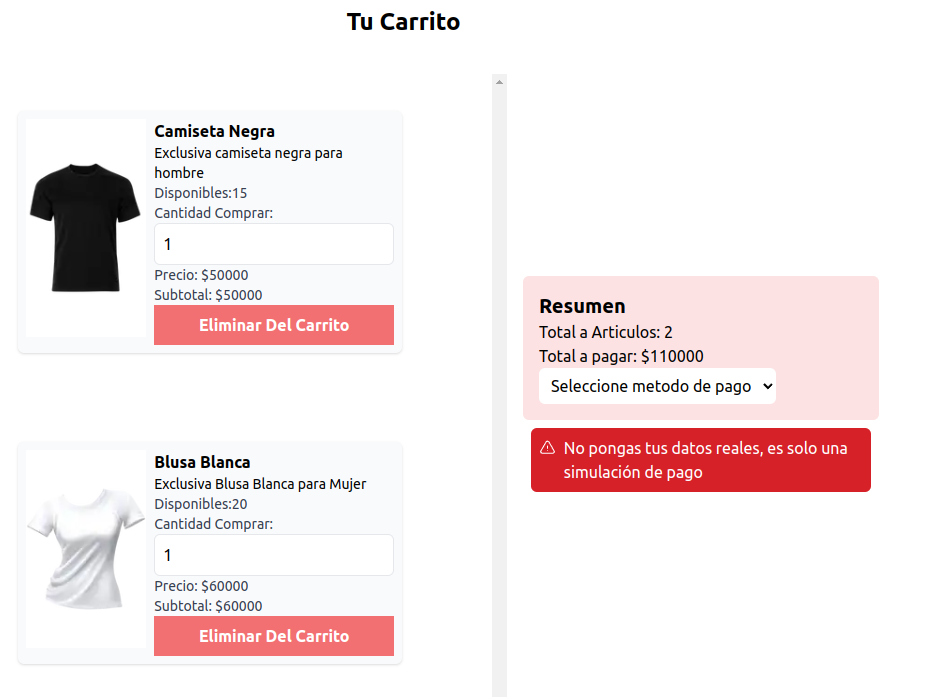 Tu Carrito
Camiseta Negra
Exclusiva camiseta negra para
hombre
Disponibles:15
Cantidad Comprar:
1
Precio: $50000
Subtotal: $50000
Eliminar Del Carrito
Blusa Blanca
Exclusiva Blusa Blanca para Mujer
Disponibles:20
Cantidad Comprar:
1
Precio: $60000
Subtotal: $60000
Eliminar Del Carrito
Resumen
Total a Articulos: 2
Total a pagar: $110000
Seleccione metodo de pago
No pongas tus datos reales, es solo una
simulación de pago